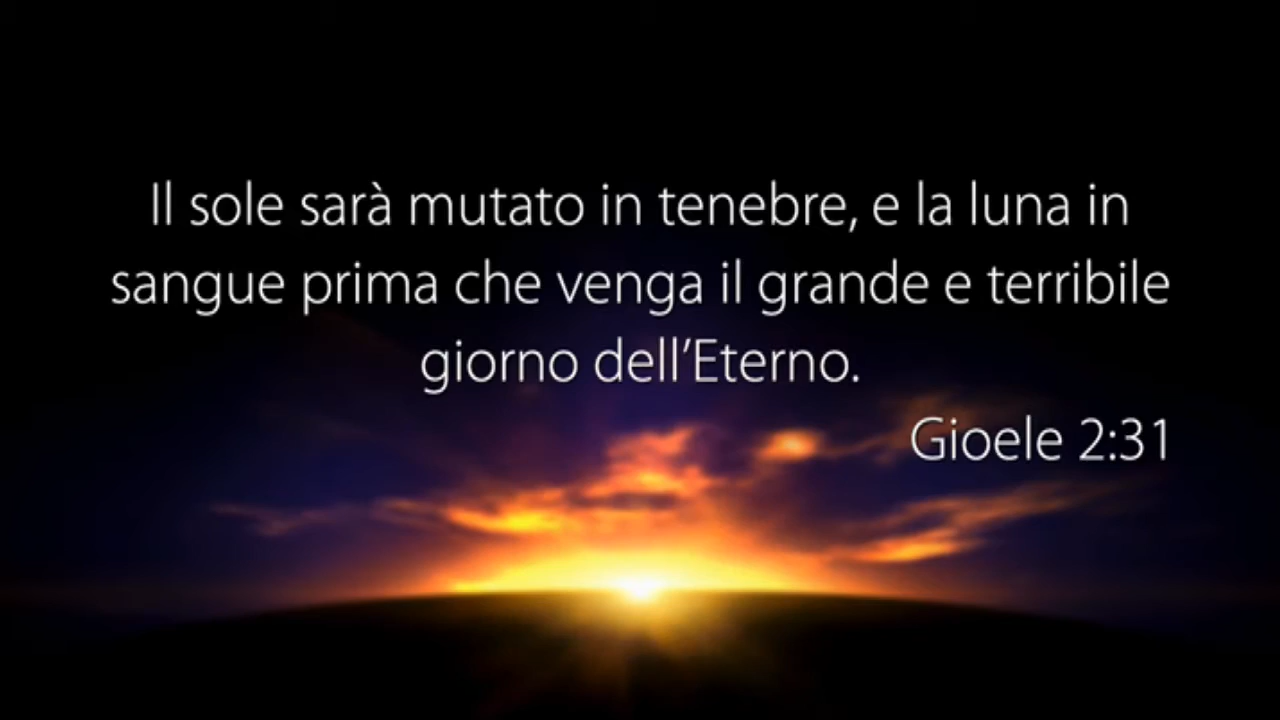 Il sole sarà mutato in tenebre, e la luna in
sangue prima che venga il grande e terribile
giorno dell’Eterno.
Gioele 2:31